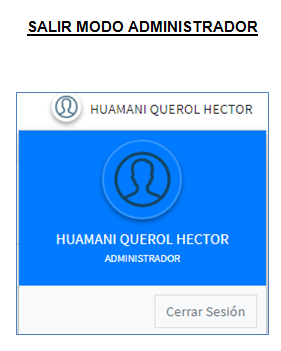 SALIR MODO ADMINISTRADOR
HUAMANI QUEROL HECTOR
HUAMANI QUEROL HECTOR
ADMINISTRADOR
Cerrar Sesión